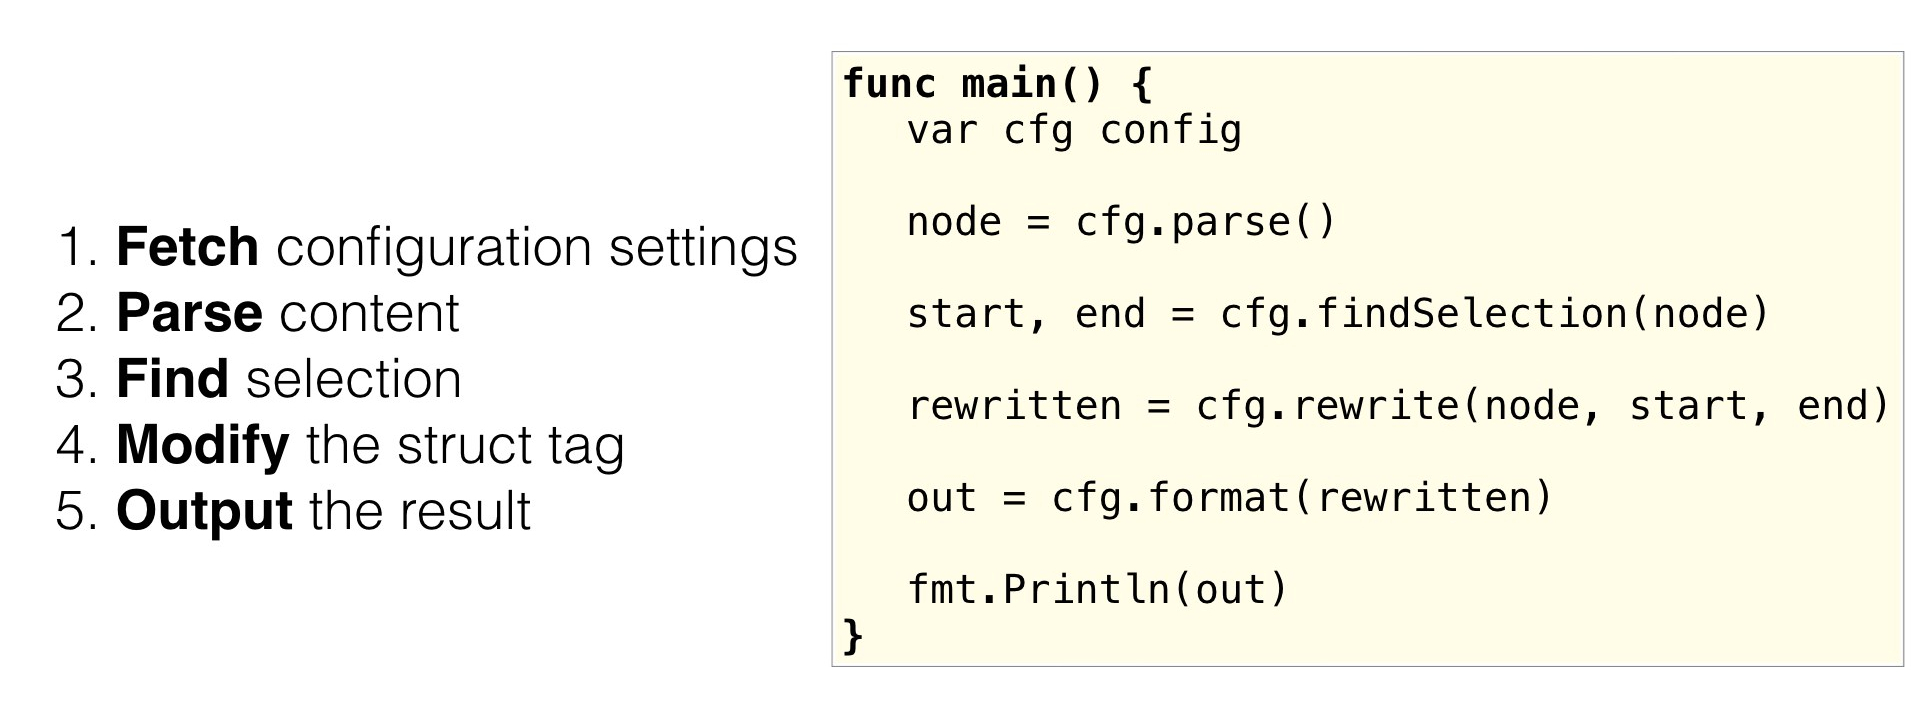 1. Fetch configuration settings
2. Parse content
3. Find selection
4. Modify the struct tag
5. Output the result
func main() {
var cfg config
node = cfg.parse()
start, end = cfg.findSelection(node)
rewritten = cfg.rewrite(node, start, end)
out = cfg.format(rewritten)
fmt.Println(out)
}